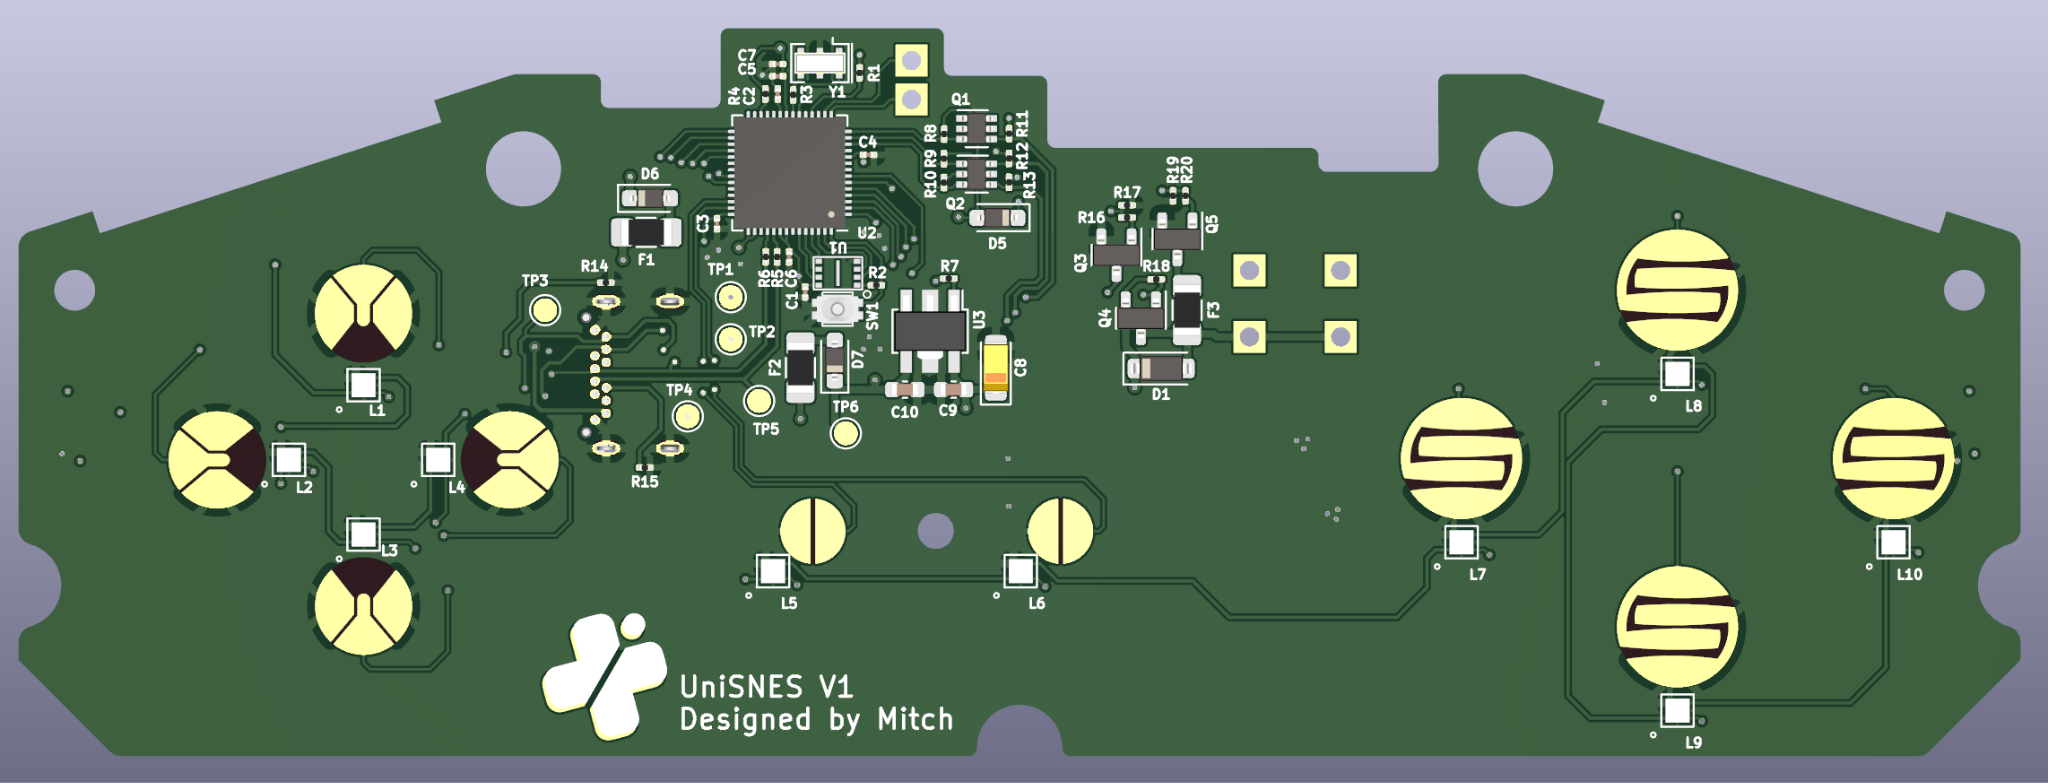 C7
C5
R4
C2
R3
Y1
R1
Q1
R8
R11
C4
R9
R12
R10
R13
Q2
D5
D6
F1
C3
U2
U1
TP1
R6
R5
C6
C1
R2
SW1
R7
U3
R17
R19
R20
R16
Q5
Q3
R18
Q4
F3
D1
TP3
R14
TP2
F2
D7
C8
TP4
TP5
TP6
C10
C9
R15
L1
L2
L4
L3
L5
L6
L8
L7
L10
L9
UniSNES V1
Designed by Mitch